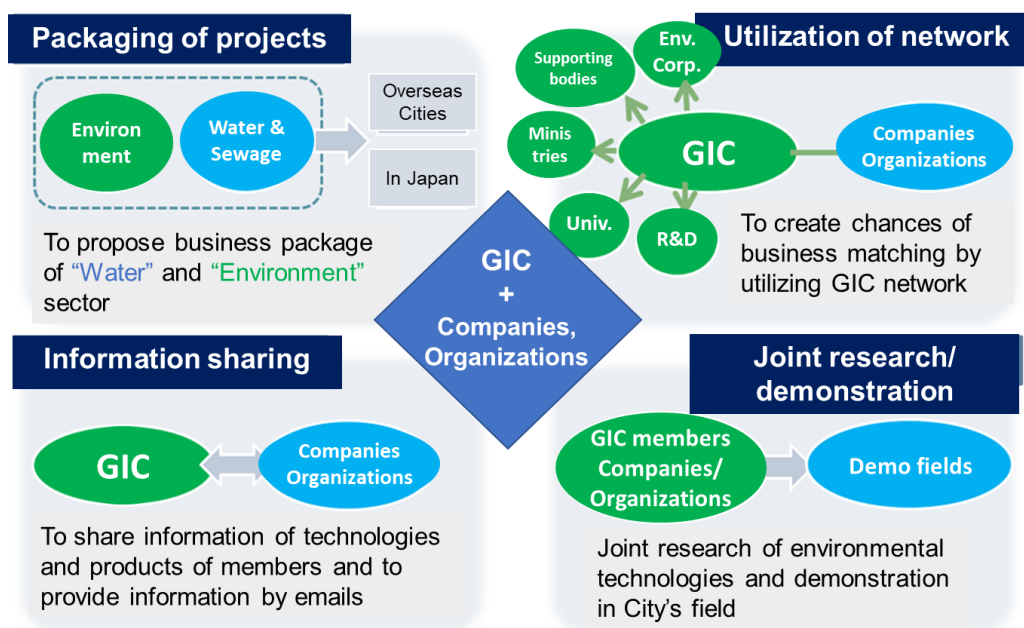 Packaging of projects
Environ
ment
Water &
Sewage
Overseas
Cities
In Japan
To propose business package
of “Water” and “Environment”
sector
Utilization of network
Supporting
bodies
Env.
Corp.
Minis
tries
GIC
Companies
Organizations
Univ.
R&D
To create chances of
business matching by
utilizing GIC network
GIC
+
Companies,
Organizations
Information sharing
GIC
Companies
Organizations
To share information of technologies
and products of members and to
provide information by emails
Joint research/
demonstration
GIC members
Companies/
Organizations
Demo fields
Joint research of environmental
technologies and demonstration
in City’s field